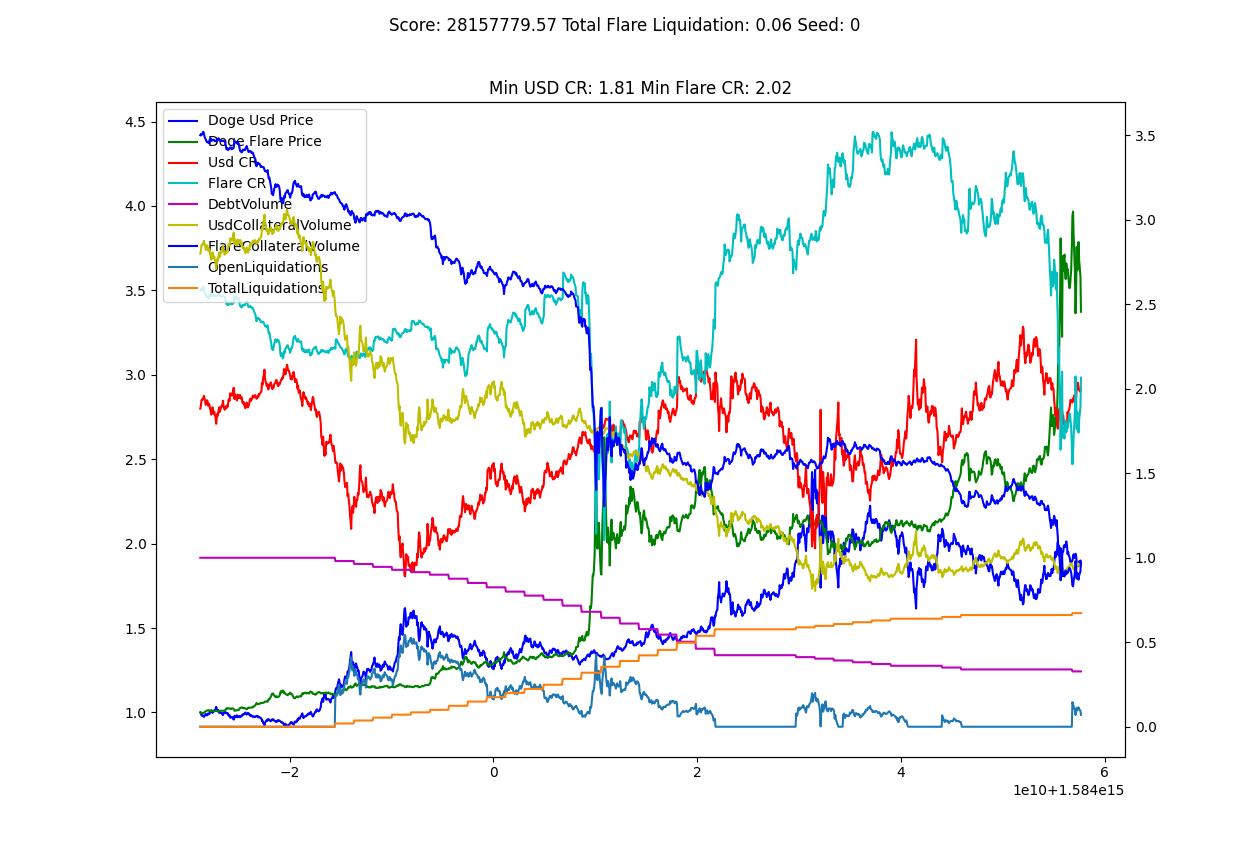 Score: 28157779.57 Total Flare Liquidation: 0.06 Seed: 0
Min USD CR: 1.81 Min Flare CR: 2.02
4.5
4.0
3.5
3.0
2.5
2.0
1.5
1.0
Doge Usd Price
Doge Flare Price
Usd CR
Flare CR
DebtVolume
UsdCollateralVolume
FlareCollateralVolume
OpenLiquidations
TotalLiquidations
3.5
3.0
2.5
2.0
1.5
1.0
0.5
0.0
−2 0 2 4 6
1e10+1.584e15